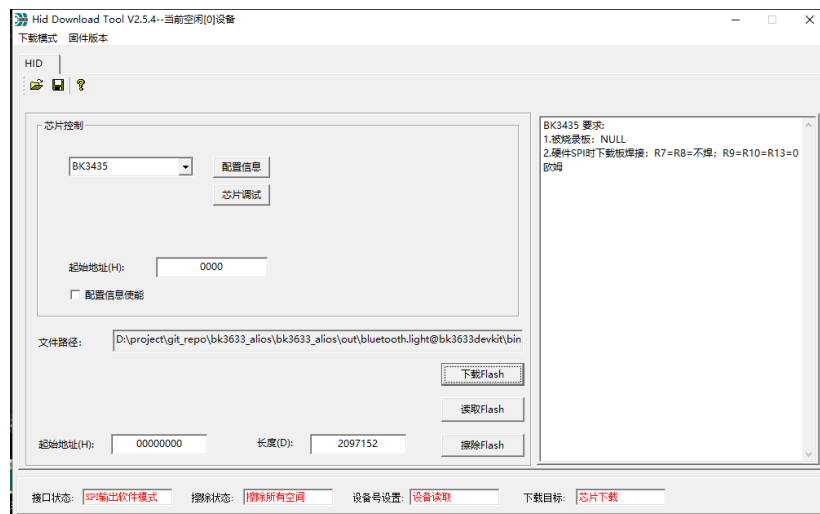 Hid Download Tool V2.5.4--当前空闲[0]设备
下载模式 固件版本
HID
芯片控制
BK3435
配置信息
芯片调试
起始地址(H): 0000
配置信息使能
文件路径: D:\project\git_repo\bk3633_alios\bk3633_alios\out\bluetooth.light@bk3633devkit\bin
下载Flash
读取Flash
起始地址(H): 00000000 长度(D): 2097152 擦除Flash
BK3435 要求:
1.被烧录板: NULL
2.硬件SPI时下载板焊接: R7=R8=不焊; R9=R10=R13=0
欧姆
接口状态: SPI输出软件模式 擦除状态: 擦除所有空间 设备号设置: 设备读取 下载目标: 芯片下载